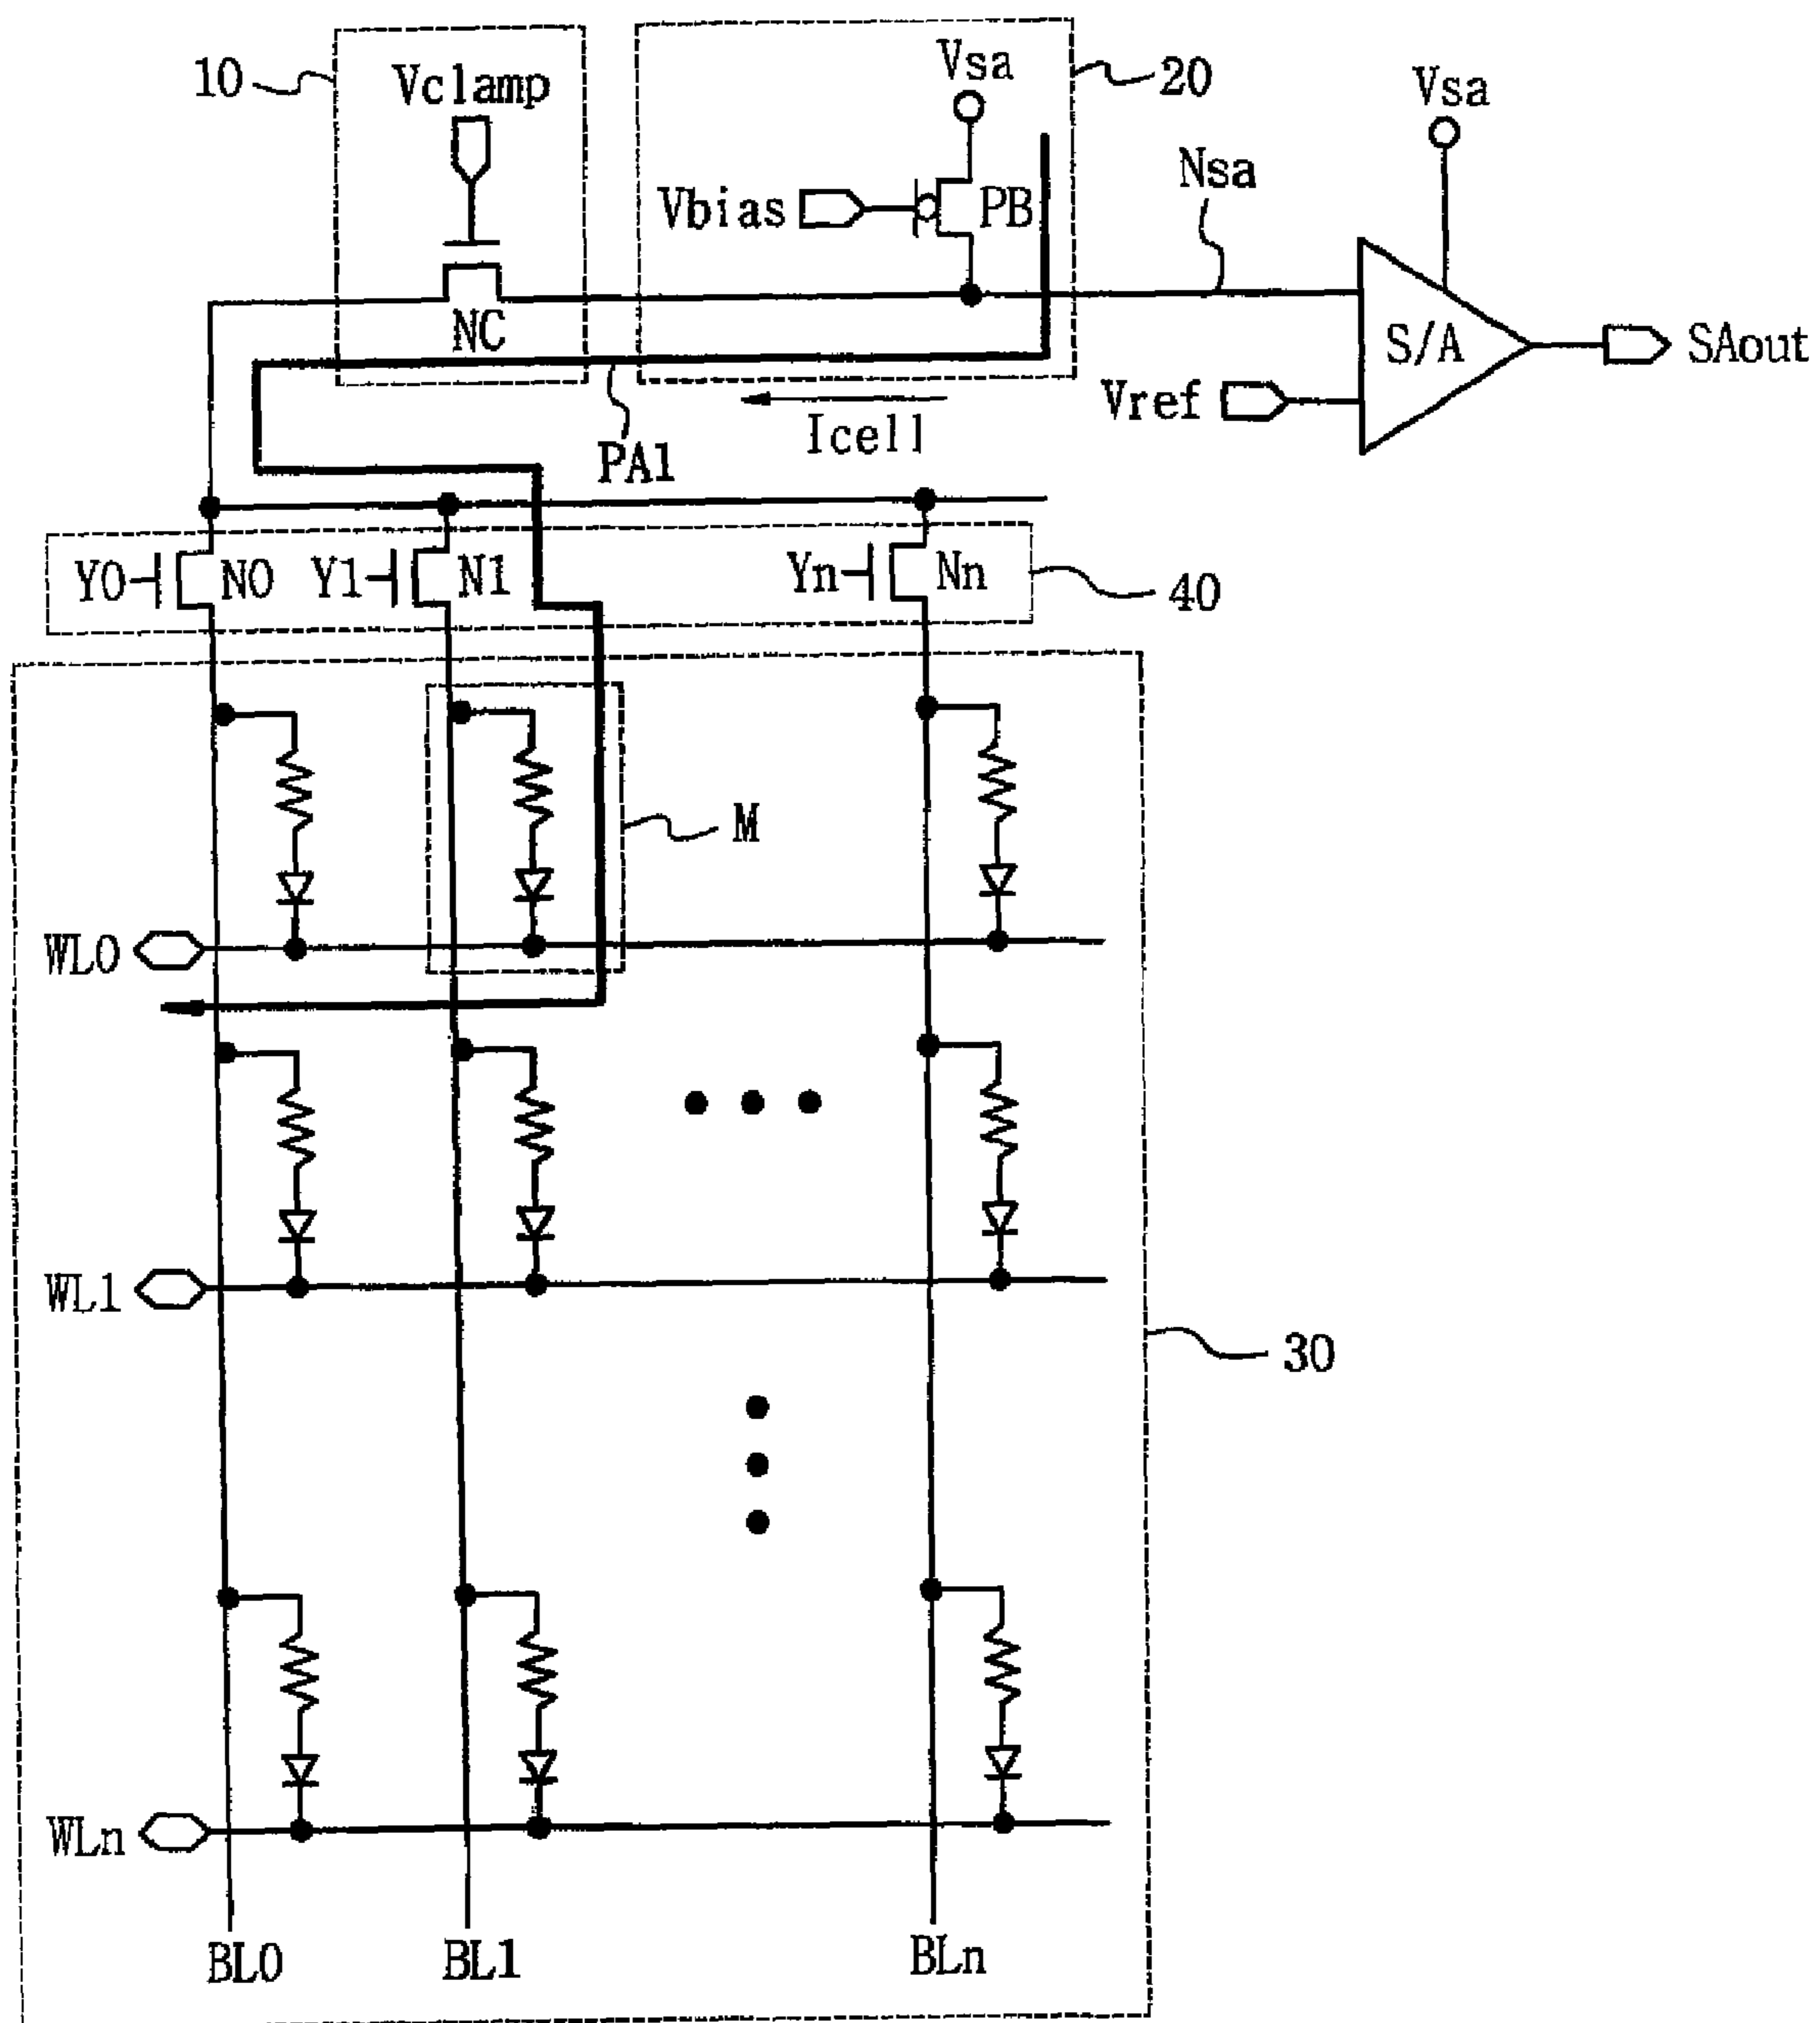 10
Vclamp
Vsa
20
Vsa
Vbias
PB
Nsa
NC
S/A
SAout
Vref
PA1
Icell
Y0
N0
Y1
N1
Yn
Nn
40
M
WL0
WL1
30
WLn
BL0
BL1
BLn